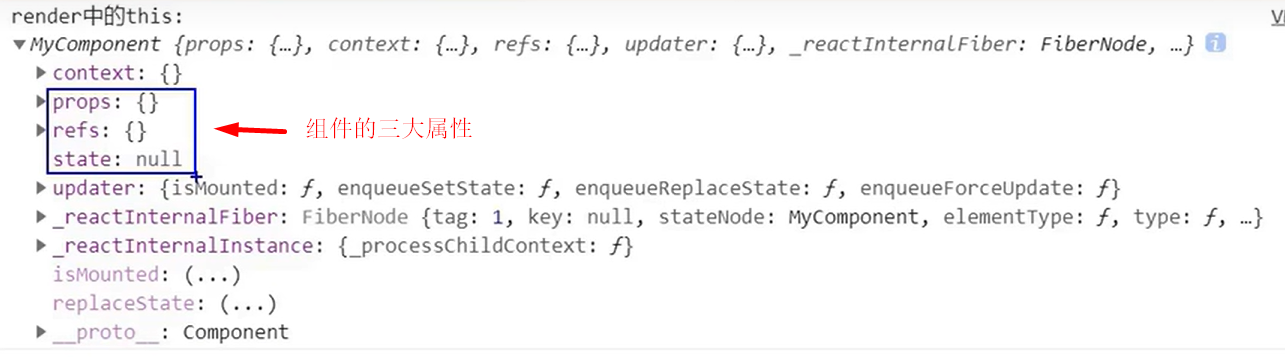 render中的this:
MyComponent {props: {…}, context: {…}, refs: {…}, updater: {…}, _reactInternalFiber: FiberNode, …}
context: {}
props: {}
refs: {}
组件的三大属性
state: null
updater: {isMounted: ƒ, enqueueSetState: ƒ, enqueueReplaceState: ƒ, enqueueForceUpdate: ƒ}
_reactInternalFiber: FiberNode {tag: 1, key: null, stateNode: MyComponent, elementType: ƒ, type: ƒ, …}
_reactInternalInstance: {_processChildContext: ƒ}
isMounted: (...)
replaceState: (...)
__proto__: Component